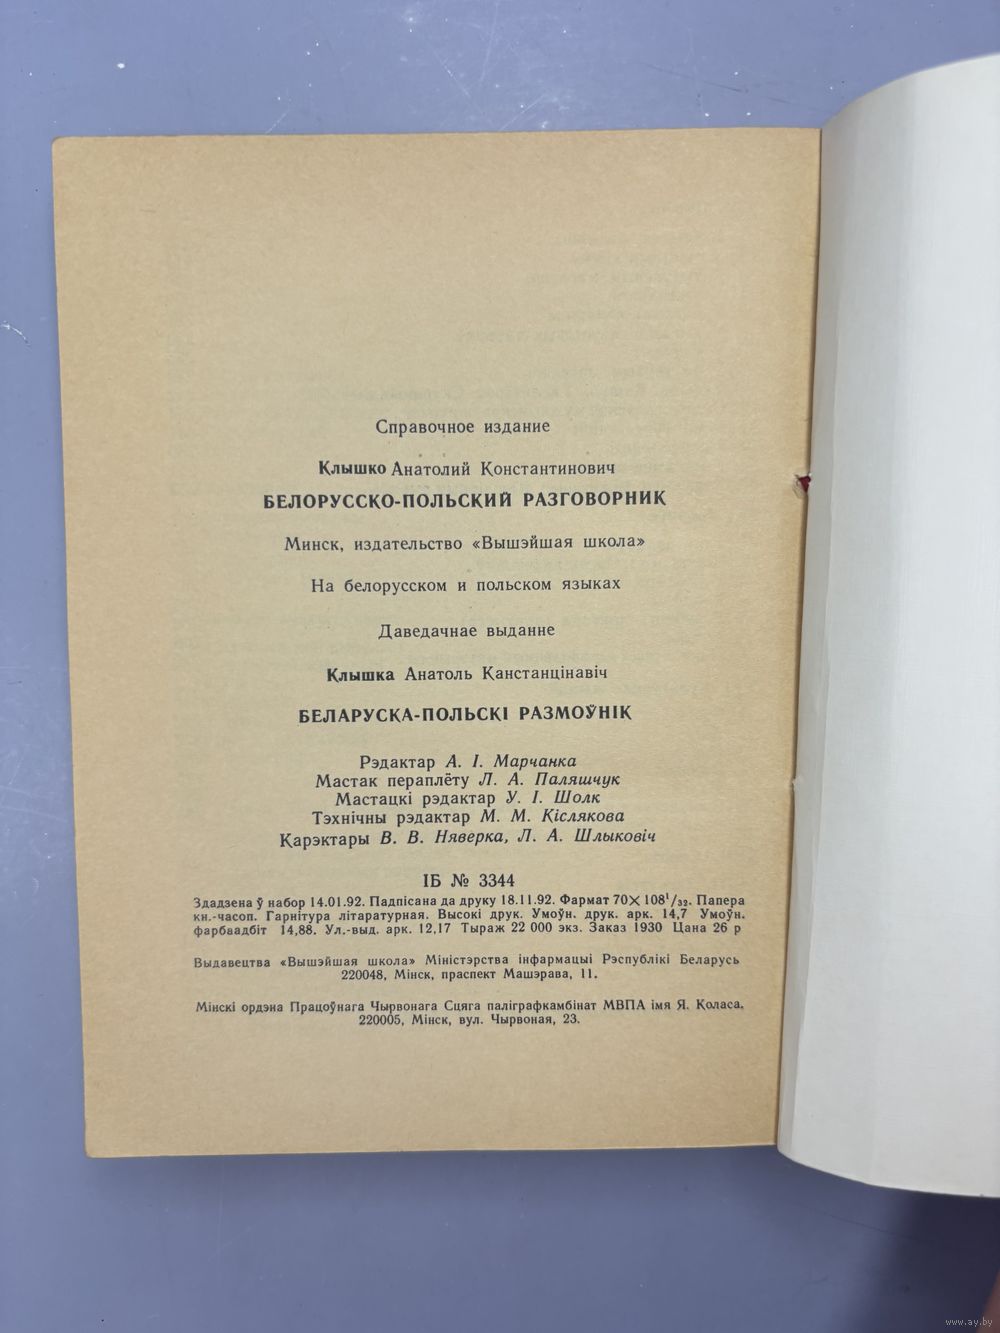 Справочное издание
Клышко Анатолий Константинович
БЕЛОРУССКО-ПОЛЬСКИЙ РАЗГОВОРНИК
Минск, издательство «Вышэйшая школа»
На белорусском и польском языках
Даведачнае выданне
Клышка Анатоль Канстанцінавіч
БЕЛАРУСКА-ПОЛЬСКІ РАЗМОЎНІК
Рэдактар А. І. Марчанка
Мастак пераплёту Л. А. Паляшчук
Мастацкі рэдактар У. І. Шолк
Тэхнічны рэдактар М. М. Кіслякова
Карэктары В. В. Няверка, Л. А. Шлыковіч
ІБ № 3344
Здадзена ў набор 14.01.92. Падпісана да друку 18.11.92. Фармат 70×108¹/₃₂. Папера
кн.-часоп. Гарнітура літаратурная. Высокі друк. Умоўн. друк. арк. 14,7 Умоўн.
фарбаадбіт 14,88. Ул.-выд. арк. 12,17 Тыраж 22 000 экз. Заказ 1930 Цана 26 р
Выдавецтва «Вышэйшая школа» Міністэрства інфармацыі Рэспублікі Беларусь
220048, Мінск, праспект Машэрава, 11.
Мінскі ордэна Працоўнага Чырвонага Сцяга паліграфкамбінат МВПА імя Я. Коласа.
220005, Мінск, вул. Чырвоная, 23.
www.ay.by